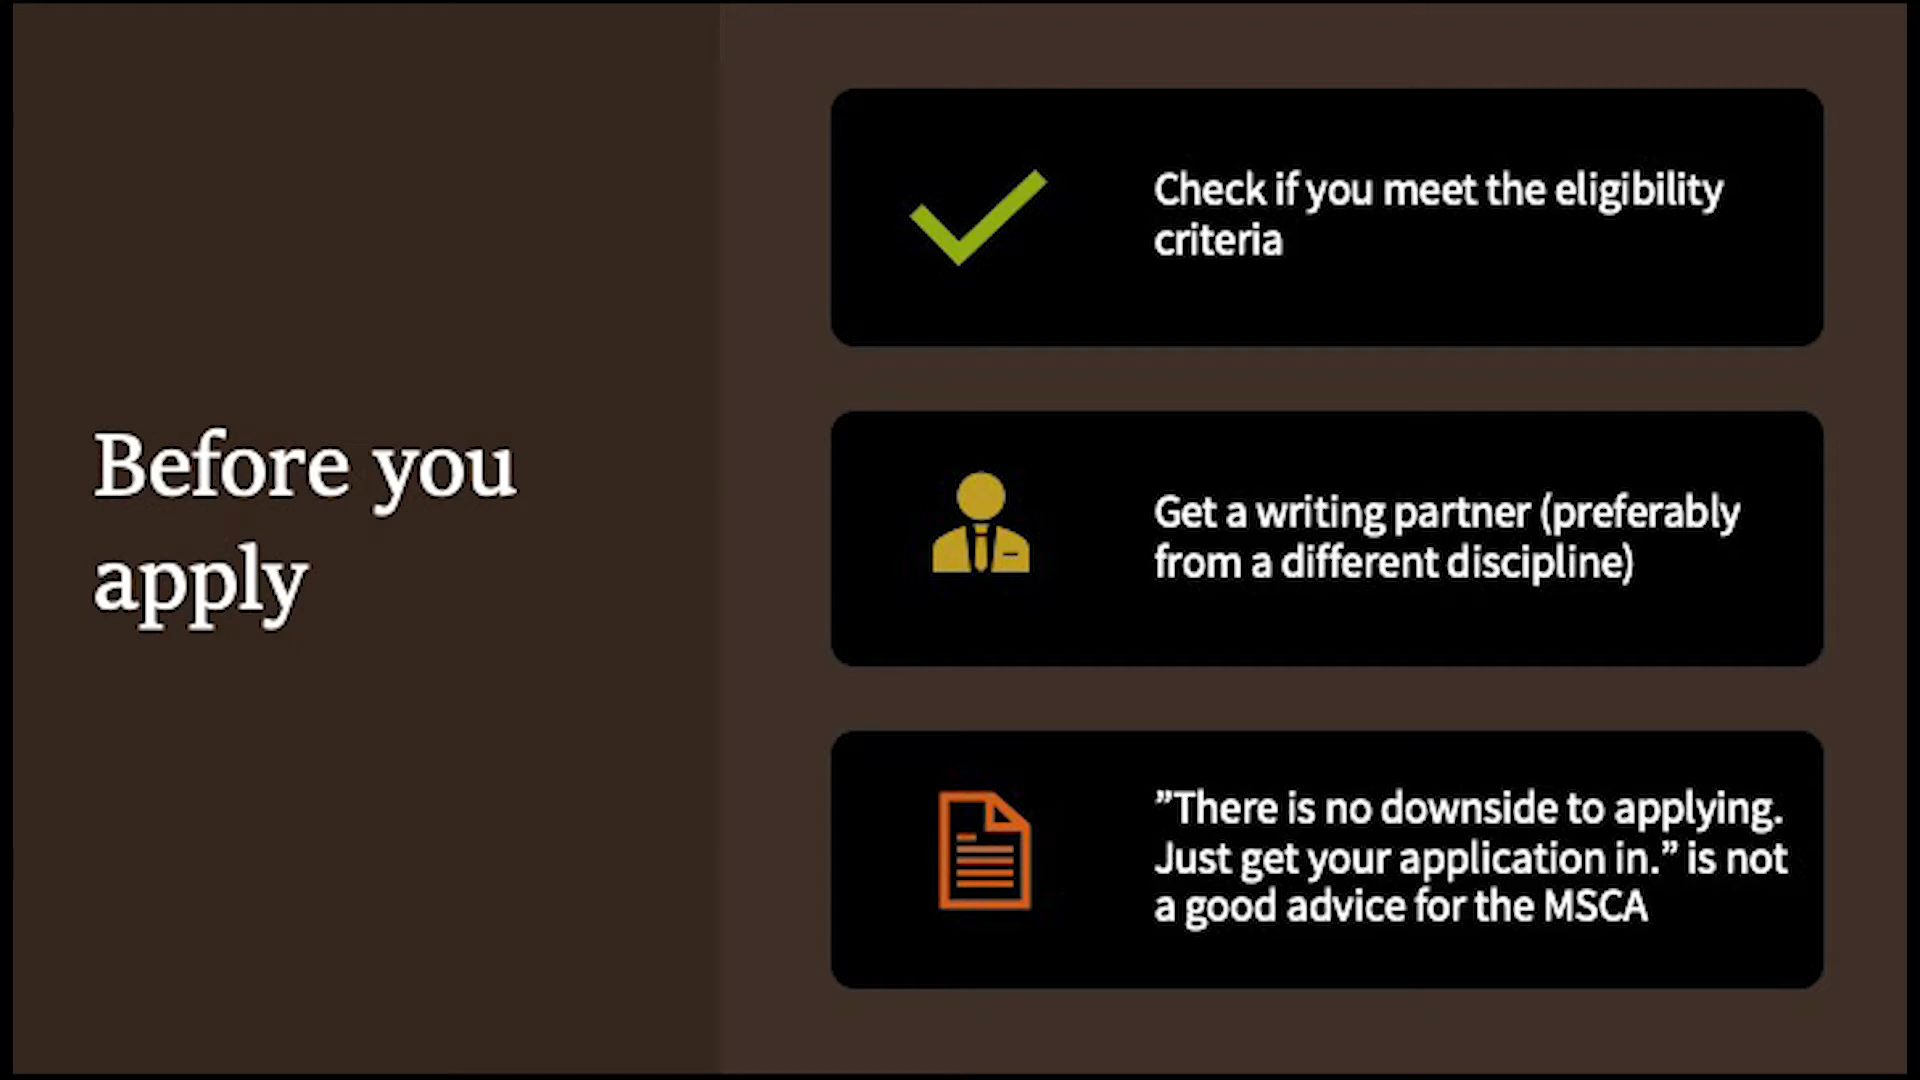 Before you
apply
Check if you meet the eligibility
criteria
Get a writing partner (preferably
from a different discipline)
”There is no downside to applying.
Just get your application in.” is not
a good advice for the MSCA